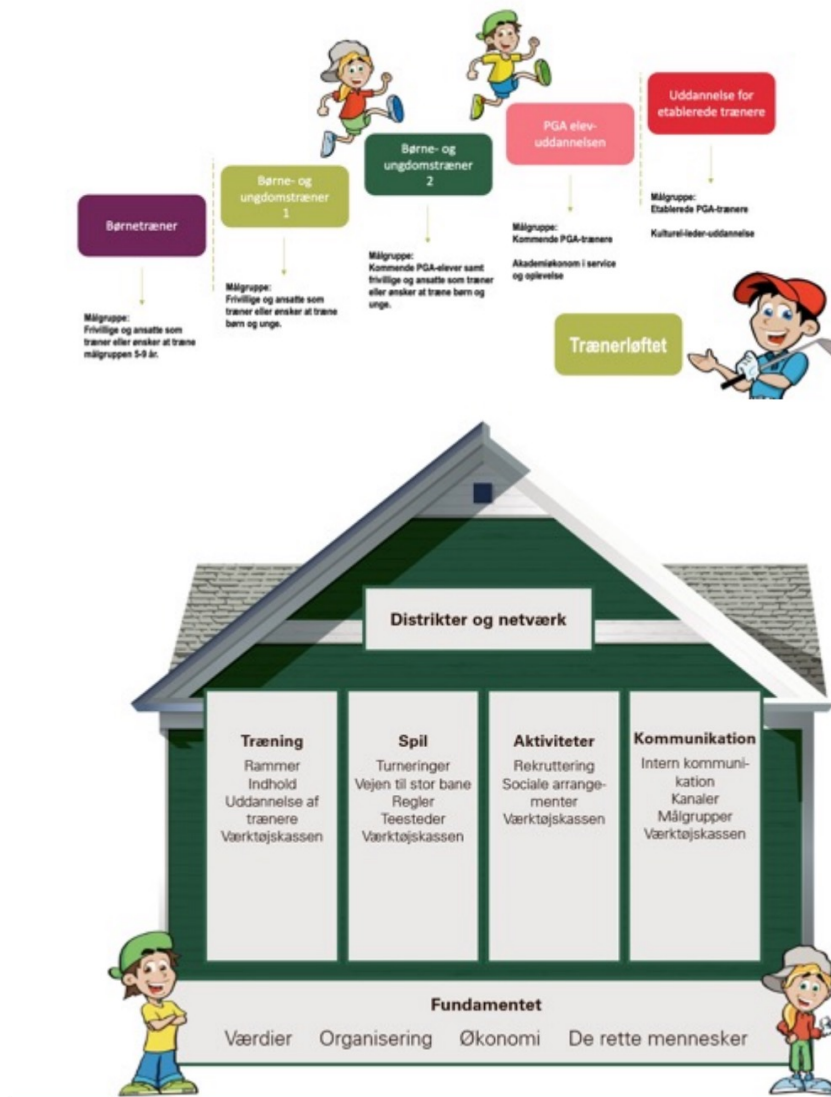 Børnetræner
Målgruppe:
Frivillige og ansatte som
træner eller ønsker at træne
målgruppen 5-9 år.
Børne- og
ungdomstræner
1
Målgruppe:
Frivillige og ansatte som
træner eller ønsker at træne
børn og unge.
Børne- og
ungdomstræner
2
Målgruppe:
Kommende PGA-elever samt
frivillige og ansatte som træner
eller ønsker at træne børn og
unge.
PGA elev-
uddannelsen
Målgruppe:
Kommende PGA-trænere
Akademiøkonom i service
og oplevelse
Uddannelse for
etablerede trænere
Målgruppe:
Etablerede PGA-trænere
Kulturel-leder-uddannelse
Trænerløftet
Distrikter og netværk
Træning
Rammer
Indhold
Uddannelse af
trænere
Værktøjskassen
Spil
Turneringer
Vejen til stor bane
Regler
Teesteder
Værktøjskassen
Aktiviteter
Rekruttering
Sociale arrange-
menter
Værktøjskassen
Kommunikation
Intern kommuni-
kation
Kanaler
Målgrupper
Værktøjskassen
Fundamentet
Værdier Organisering Økonomi De rette mennesker